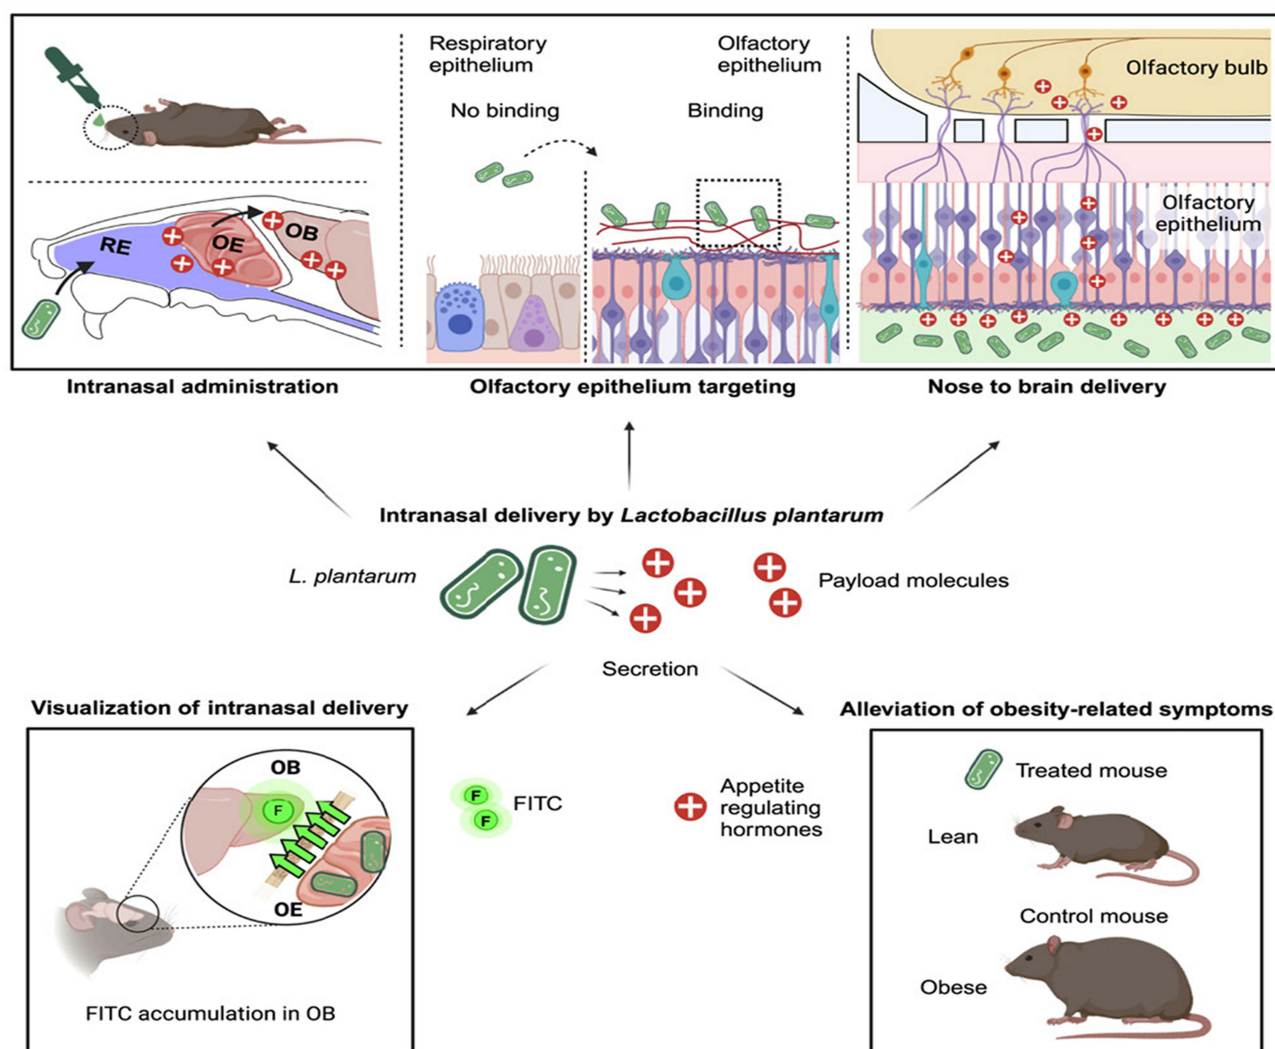 Respiratory
epithelium
No binding
Olfactory
epithelium
Binding
Olfactory bulb
Olfactory
epithelium
RE
OE
OB
Intranasal administration
Olfactory epithelium targeting
Nose to brain delivery
Intranasal delivery by Lactobacillus plantarum
L. plantarum
Payload molecules
Secretion
Visualization of intranasal delivery
OB
F
OE
FITC accumulation in OB
F
F
FITC
Appetite
regulating
hormones
Alleviation of obesity-related symptoms
Treated mouse
Lean
Control mouse
Obese